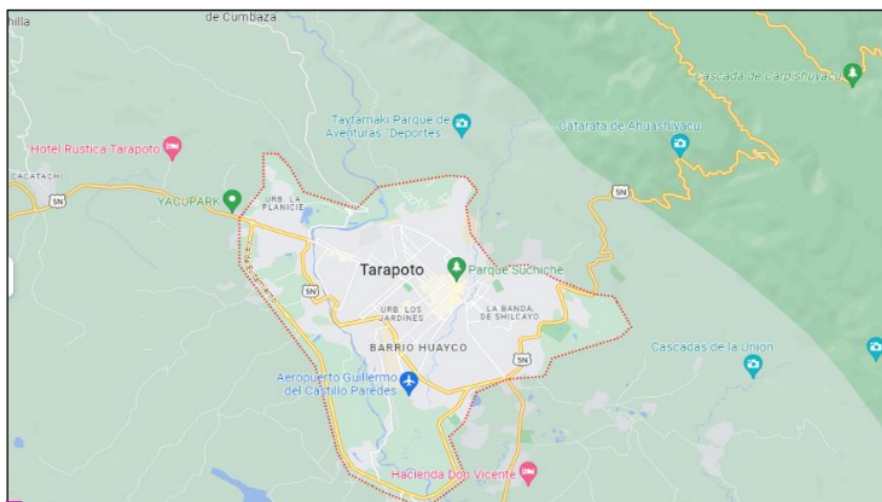 de Cumbaza
Cascada de Carpishuyacu
Taytamaki Parque de
Aventuras "Deportes...
Catarata de Ahuashiyacu
Hotel Rustica Tarapoto
CACATACHI
5N
YACUPARK
URB. LA
PLANICIE
5N
Tarapoto
Parque Suchiche
5N
URB. LOS
JARDINES
LA BANDA
DE SHILCAYO
BARRIO HUAYCO
5N
Cascadas de la Unión
Aeropuerto Guillermo
del Castillo Paredes
Hacienda Don Vicente